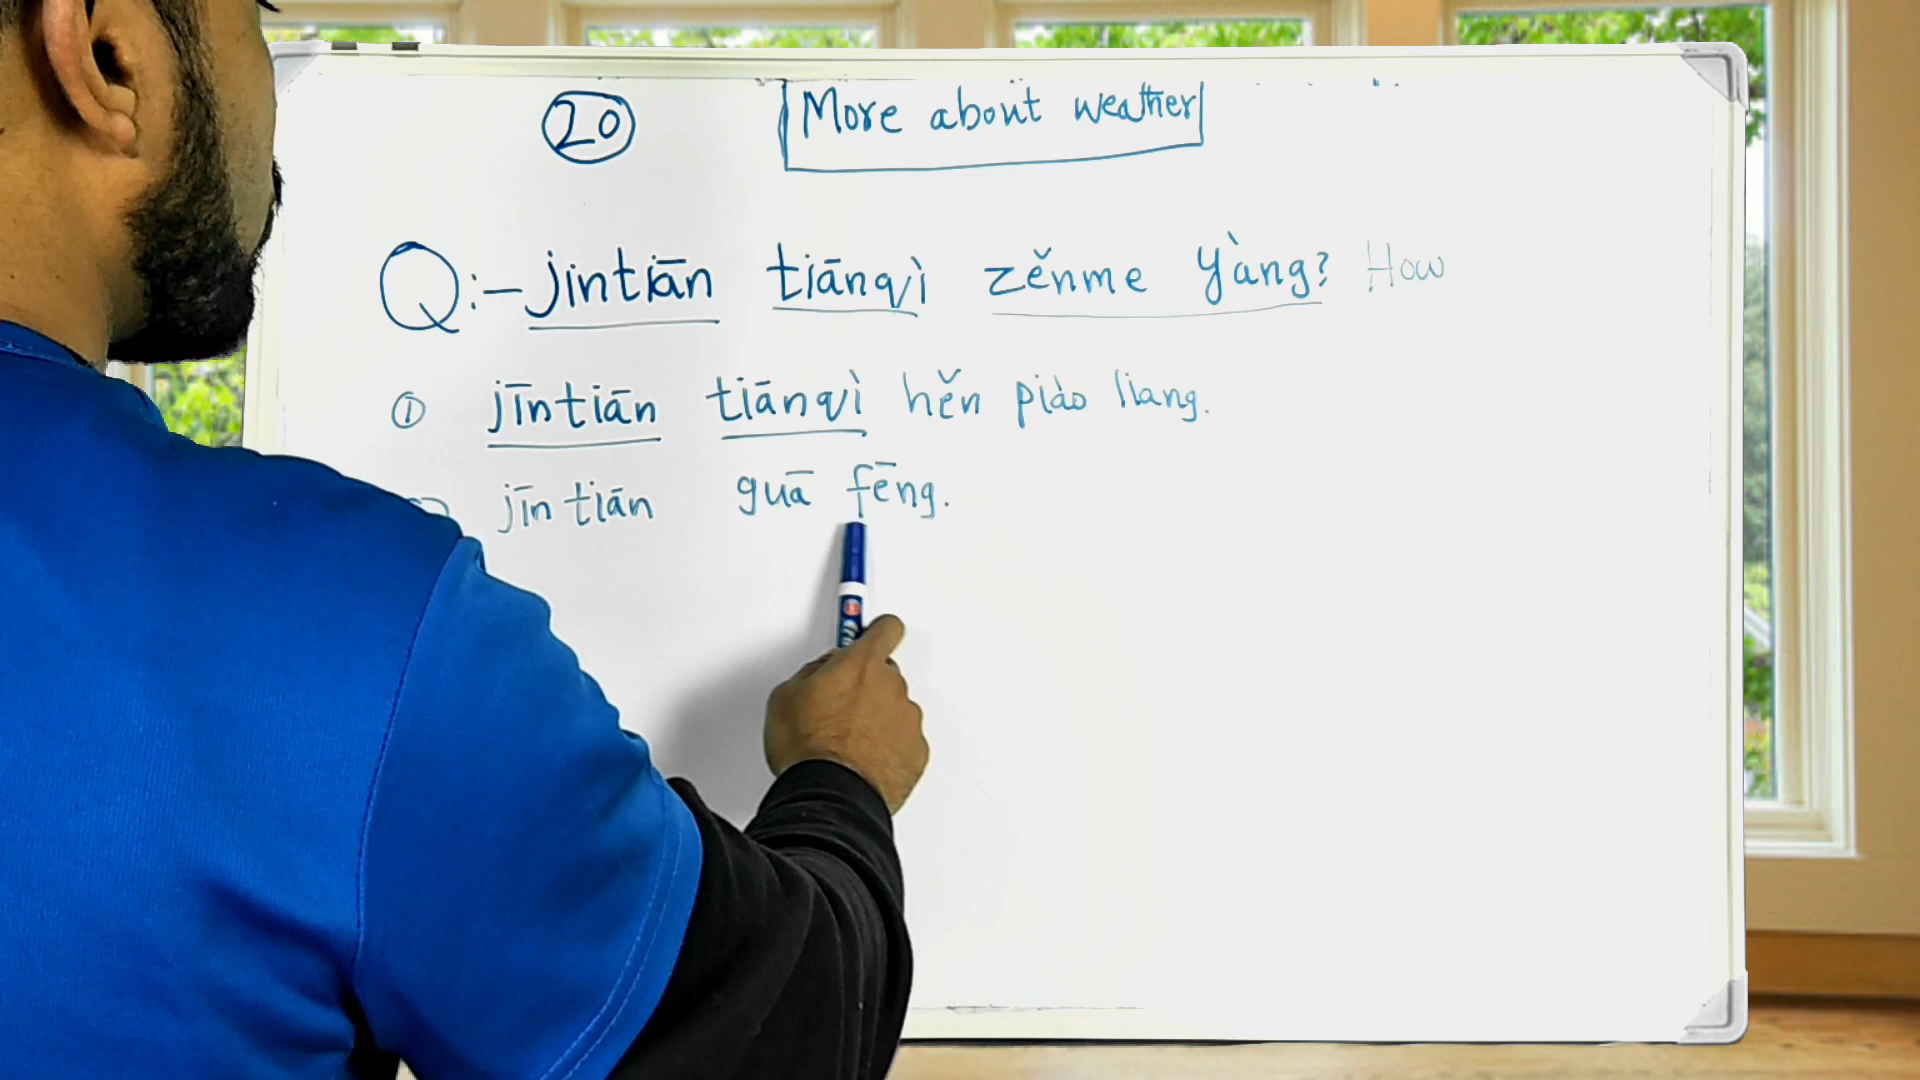 20
More about weather
Q:- jintiān tiānqì zěnme yàng? How
① jīntiān tiānqì hěn piào liang.
jīn tiān guā fēng.